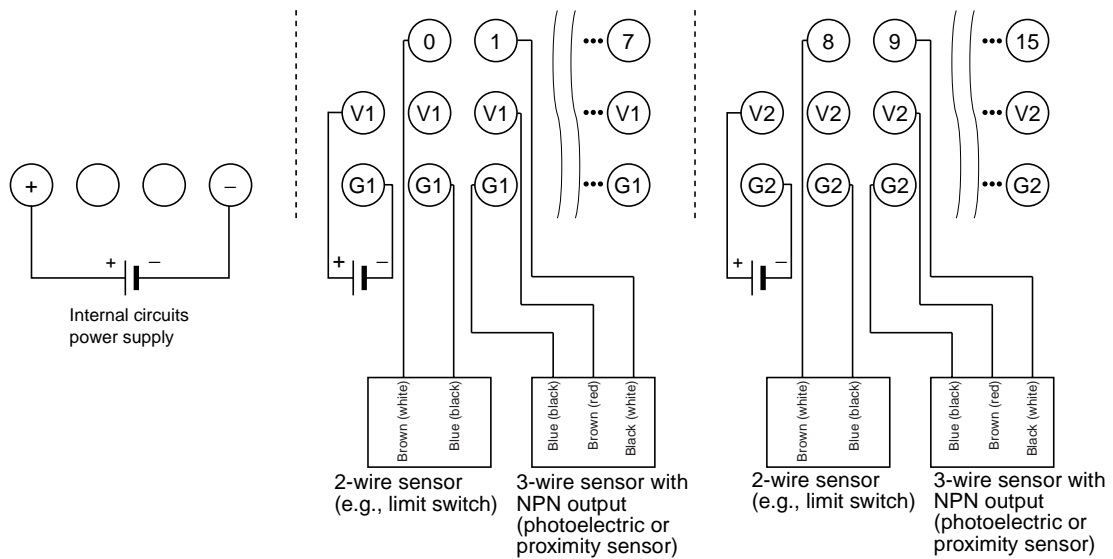 0 1 ••• 7
8 9 ••• 15
V1 V1 V1 ••• V1
V2 V2 V2 ••• V2
+ −
G1 G1 G1 ••• G1
G2 G2 G2 ••• G2
+ −
+ −
+ −
Internal circuits
power supply
Brown (white)
Blue (black)
Blue (black)
Brown (red)
Black (white)
Brown (white)
Blue (black)
Blue (black)
Brown (red)
Black (white)
2-wire sensor
(e.g., limit switch)
3-wire sensor with
NPN output
(photoelectric or
proximity sensor)
2-wire sensor
(e.g., limit switch)
3-wire sensor with
NPN output
(photoelectric or
proximity sensor)